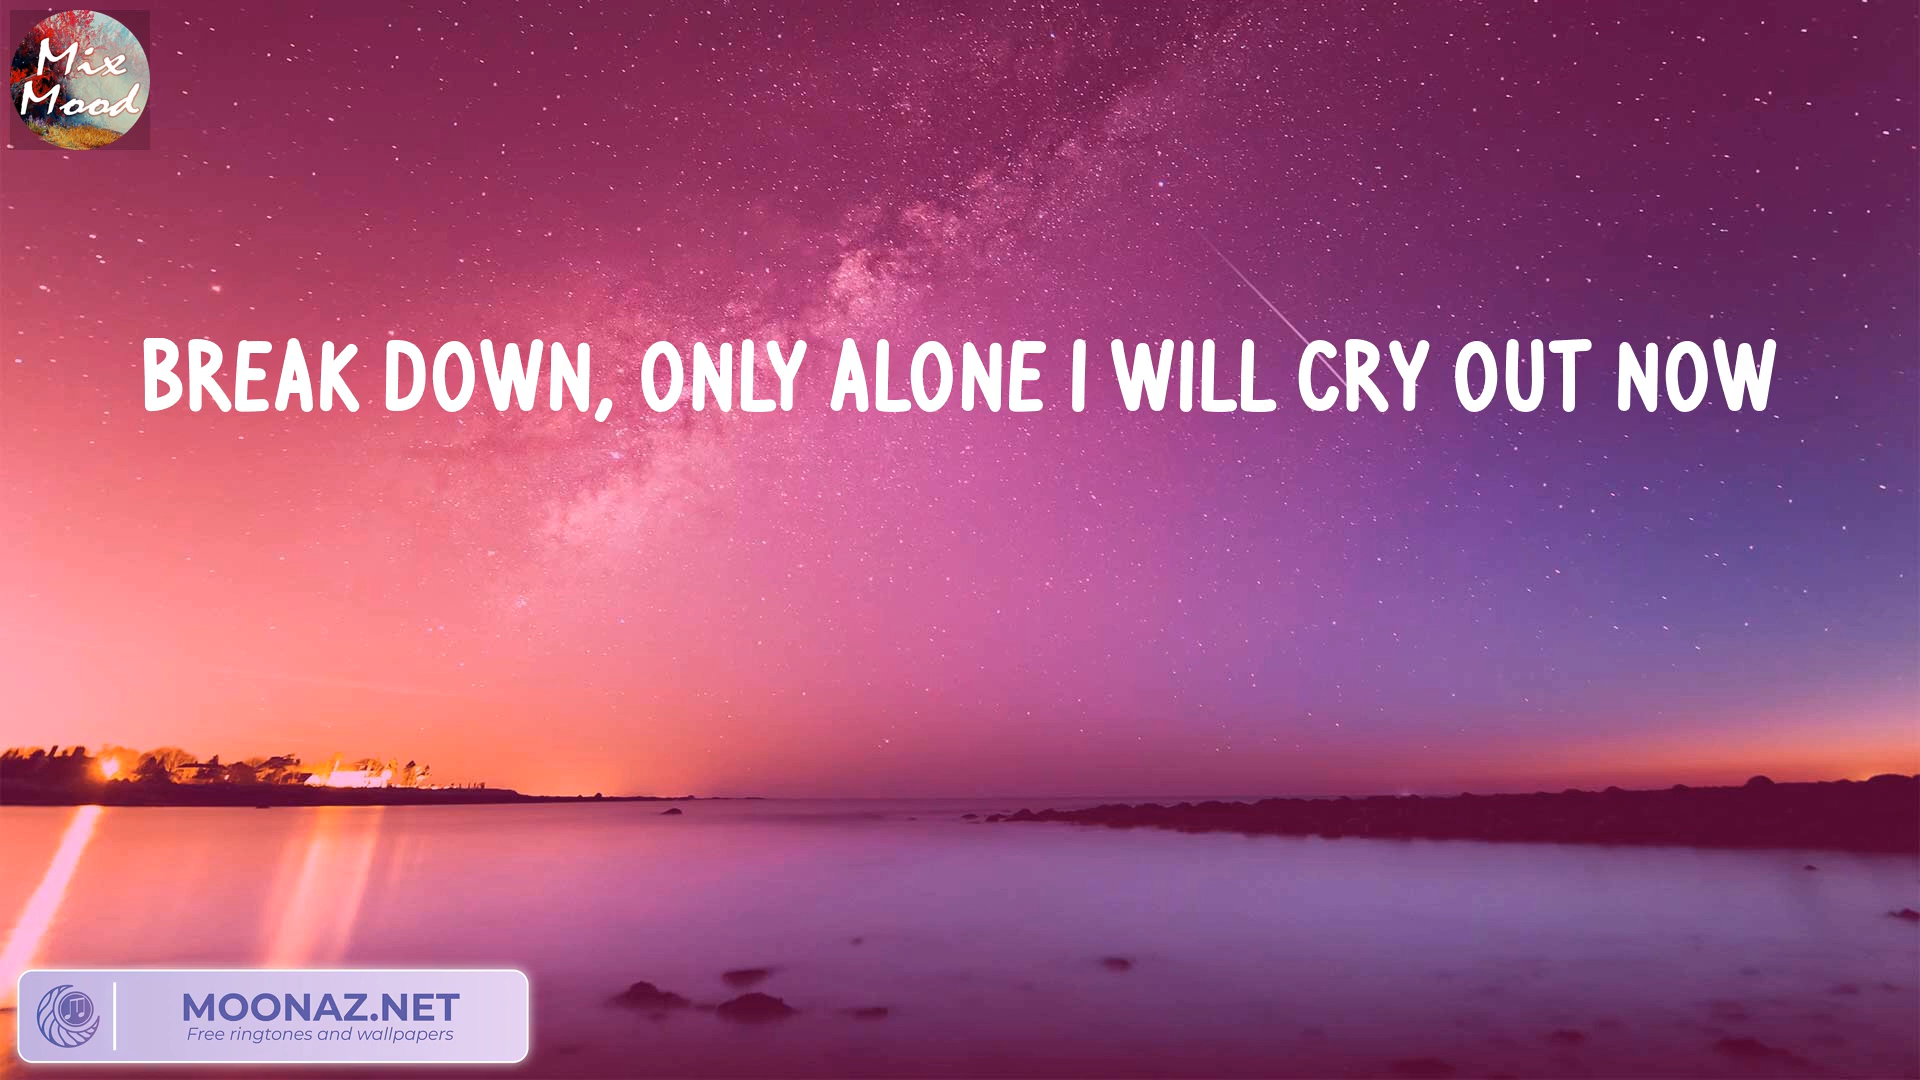 Mix
Mood
BREAK DOWN, ONLY ALONE I WILL CRY OUT NOW
MOONAZ.NET
Free ringtones and wallpapers